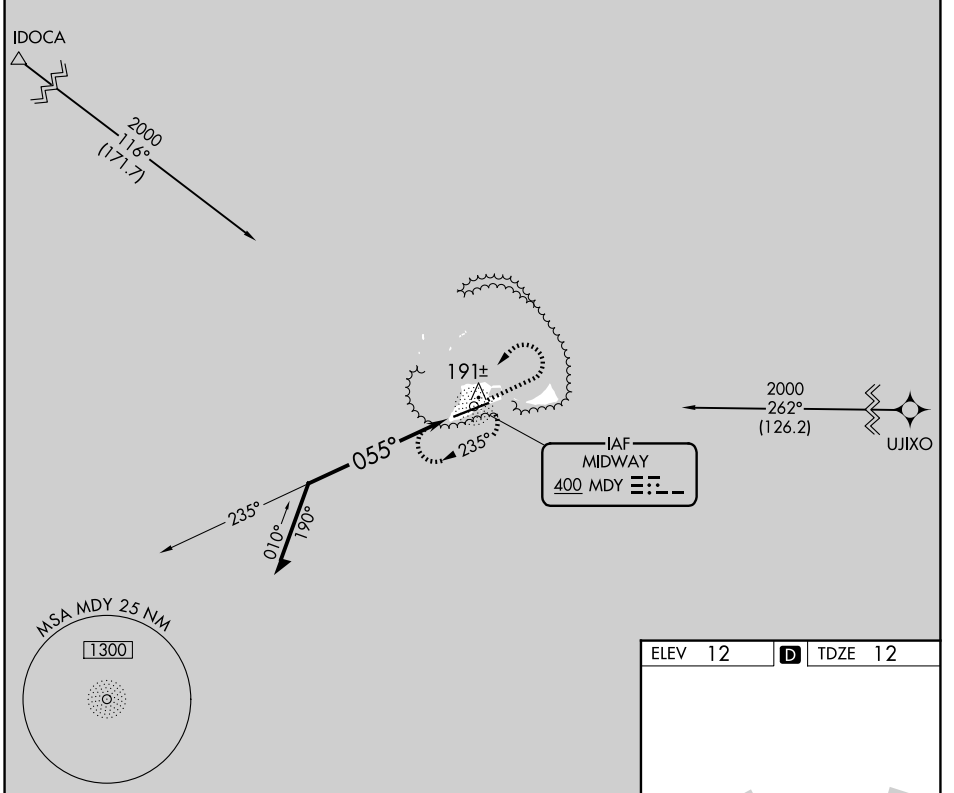 IDOCA
2000
116°
(171.7)
191±
2000
262°
(126.2)
UJIXO
055°
235°
IAF
MIDWAY
400 MDY
235°
010°
190°
MSA MDY 25 NM
1300
ELEV 12
D
TDZE 12